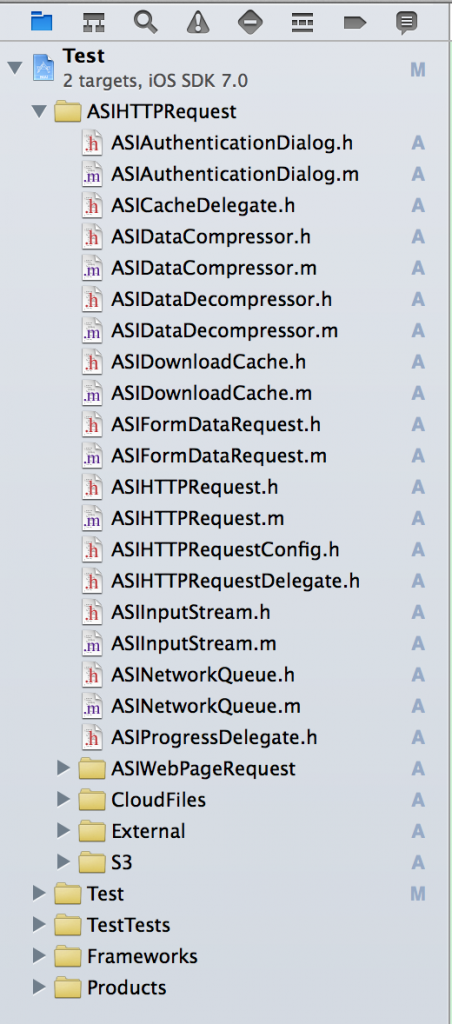 Test M
2 targets, iOS SDK 7.0
ASIHTTPRequest
.h ASIAuthenticationDialog.h A
.m ASIAuthenticationDialog.m A
.h ASICacheDelegate.h A
.h ASIDataCompressor.h A
.m ASIDataCompressor.m A
.h ASIDataDecompressor.h A
.m ASIDataDecompressor.m A
.h ASIDownloadCache.h A
.m ASIDownloadCache.m A
.h ASIFormDataRequest.h A
.m ASIFormDataRequest.m A
.h ASIHTTPRequest.h A
.m ASIHTTPRequest.m A
.h ASIHTTPRequestConfig.h A
.h ASIHTTPRequestDelegate.h A
.h ASIInputStream.h A
.m ASIInputStream.m A
.h ASINetworkQueue.h A
.m ASINetworkQueue.m A
.h ASIProgressDelegate.h A
ASIWebPageRequest A
CloudFiles A
External A
S3 A
Test M
TestTests
Frameworks
Products